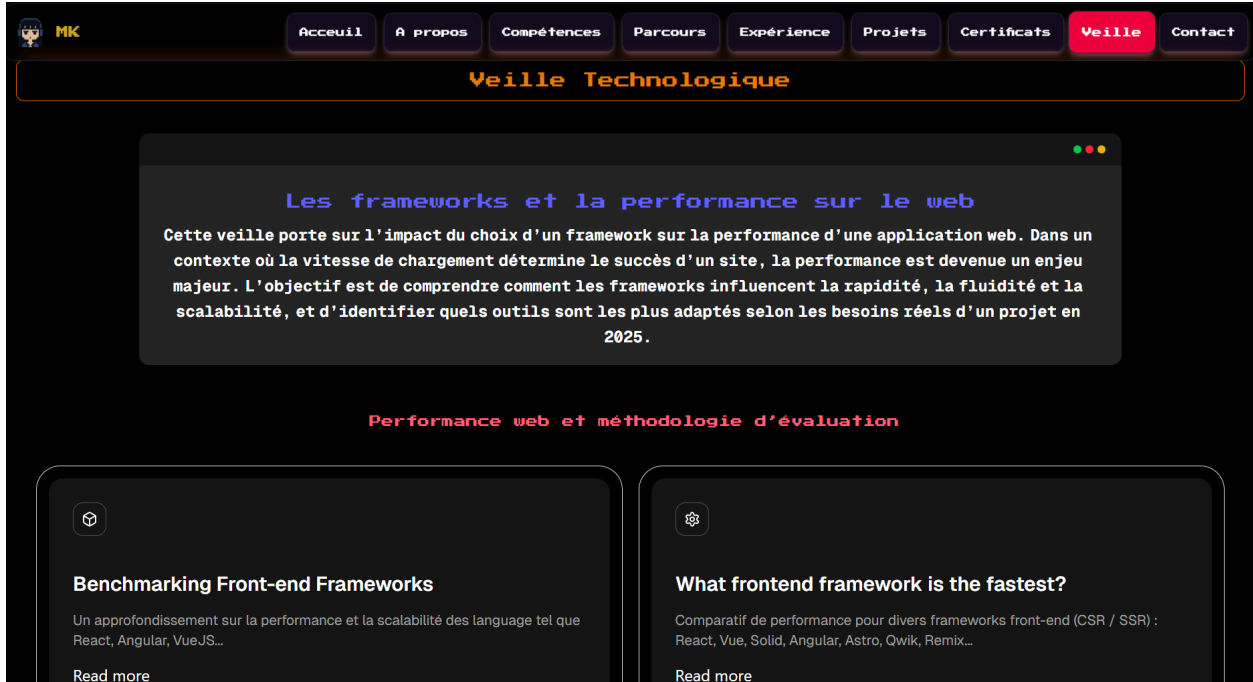 MK
Acceuil
A propos
Compétences
Parcours
Expérience
Projets
Certificats
Veille
Contact
Veille Technologique
Les frameworks et la performance sur le web
Cette veille porte sur l'impact du choix d'un framework sur la performance d'une application web. Dans un
contexte où la vitesse de chargement détermine le succès d'un site, la performance est devenue un enjeu
majeur. L'objectif est de comprendre comment les frameworks influencent la rapidité, la fluidité et la
scalabilité, et d'identifier quels outils sont les plus adaptés selon les besoins réels d'un projet en
2025.
Performance web et méthodologie d'évaluation
Benchmarking Front-end Frameworks
Un approfondissement sur la performance et la scalabilité des language tel que
React, Angular, VueJS...
Read more
What frontend framework is the fastest?
Comparatif de performance pour divers frameworks front-end (CSR / SSR) :
React, Vue, Solid, Angular, Astro, Qwik, Remix...
Read more